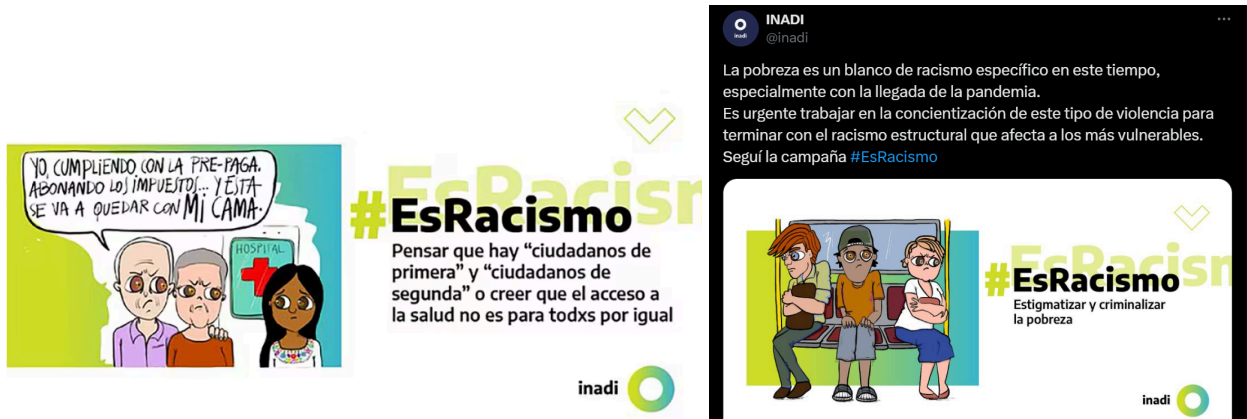 YO, CUMPLIENDO CON LA PRE-PAGA.
ABONANDO LOS IMPUESTOS... Y ESTA
SE VA A QUEDAR CON MI CAMA.
HOSPITAL
EsRacismo
#EsRacismo
Pensar que hay “ciudadanos de
primera” y “ciudadanos de
segunda” o creer que el acceso a
la salud no es para todxs por igual
inadi
inadi
INADI
@inadi
La pobreza es un blanco de racismo específico en este tiempo,
especialmente con la llegada de la pandemia.
Es urgente trabajar en la concientización de este tipo de violencia para
terminar con el racismo estructural que afecta a los más vulnerables.
Seguí la campaña #EsRacismo
EsRacism
#EsRacismo
Estigmatizar y criminalizar
la pobreza
inadi